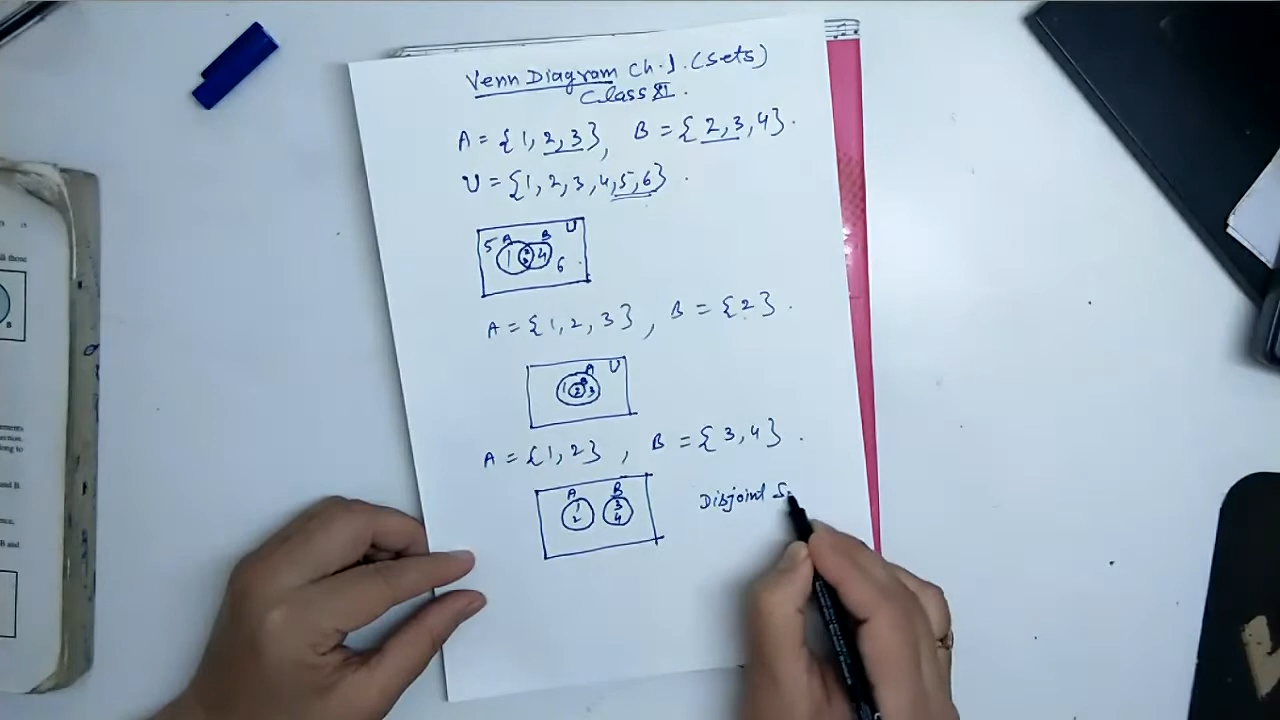 Venn Diagram Ch.1. (Sets)
Class XI.
A = {1, 2, 3}, B = {2, 3, 4}.
U = {1, 2, 3, 4, 5, 6}.
U
A B
5 1 2 3 4 6
A = {1, 2, 3}, B = {2}.
A U
B
1 2 3
A = {1, 2}, B = {3, 4}.
A B
1 3
2 4
Disjoint S
B